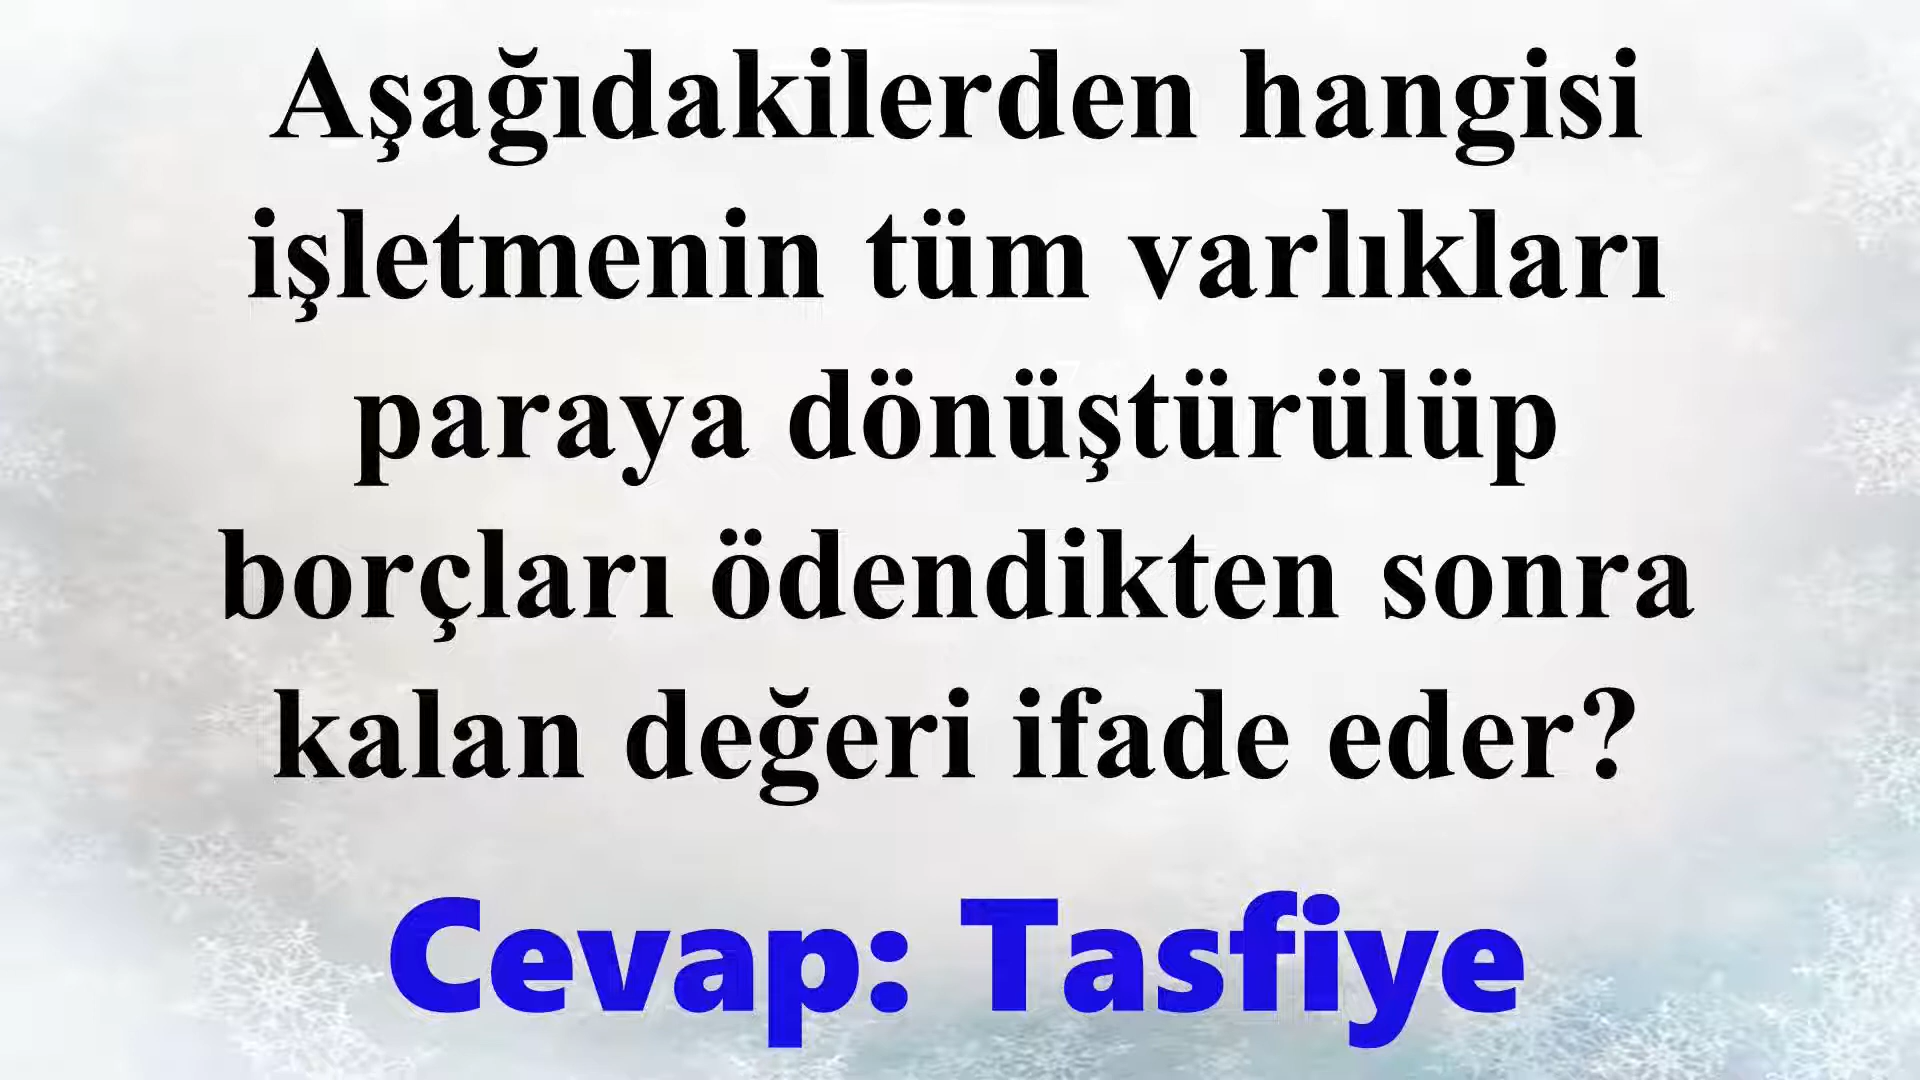 Aşağıdakilerden hangisi
işletmenin tüm varlıkları
paraya dönüştürülüp
borçları ödendikten sonra
kalan değeri ifade eder?
Cevap: Tasfiye